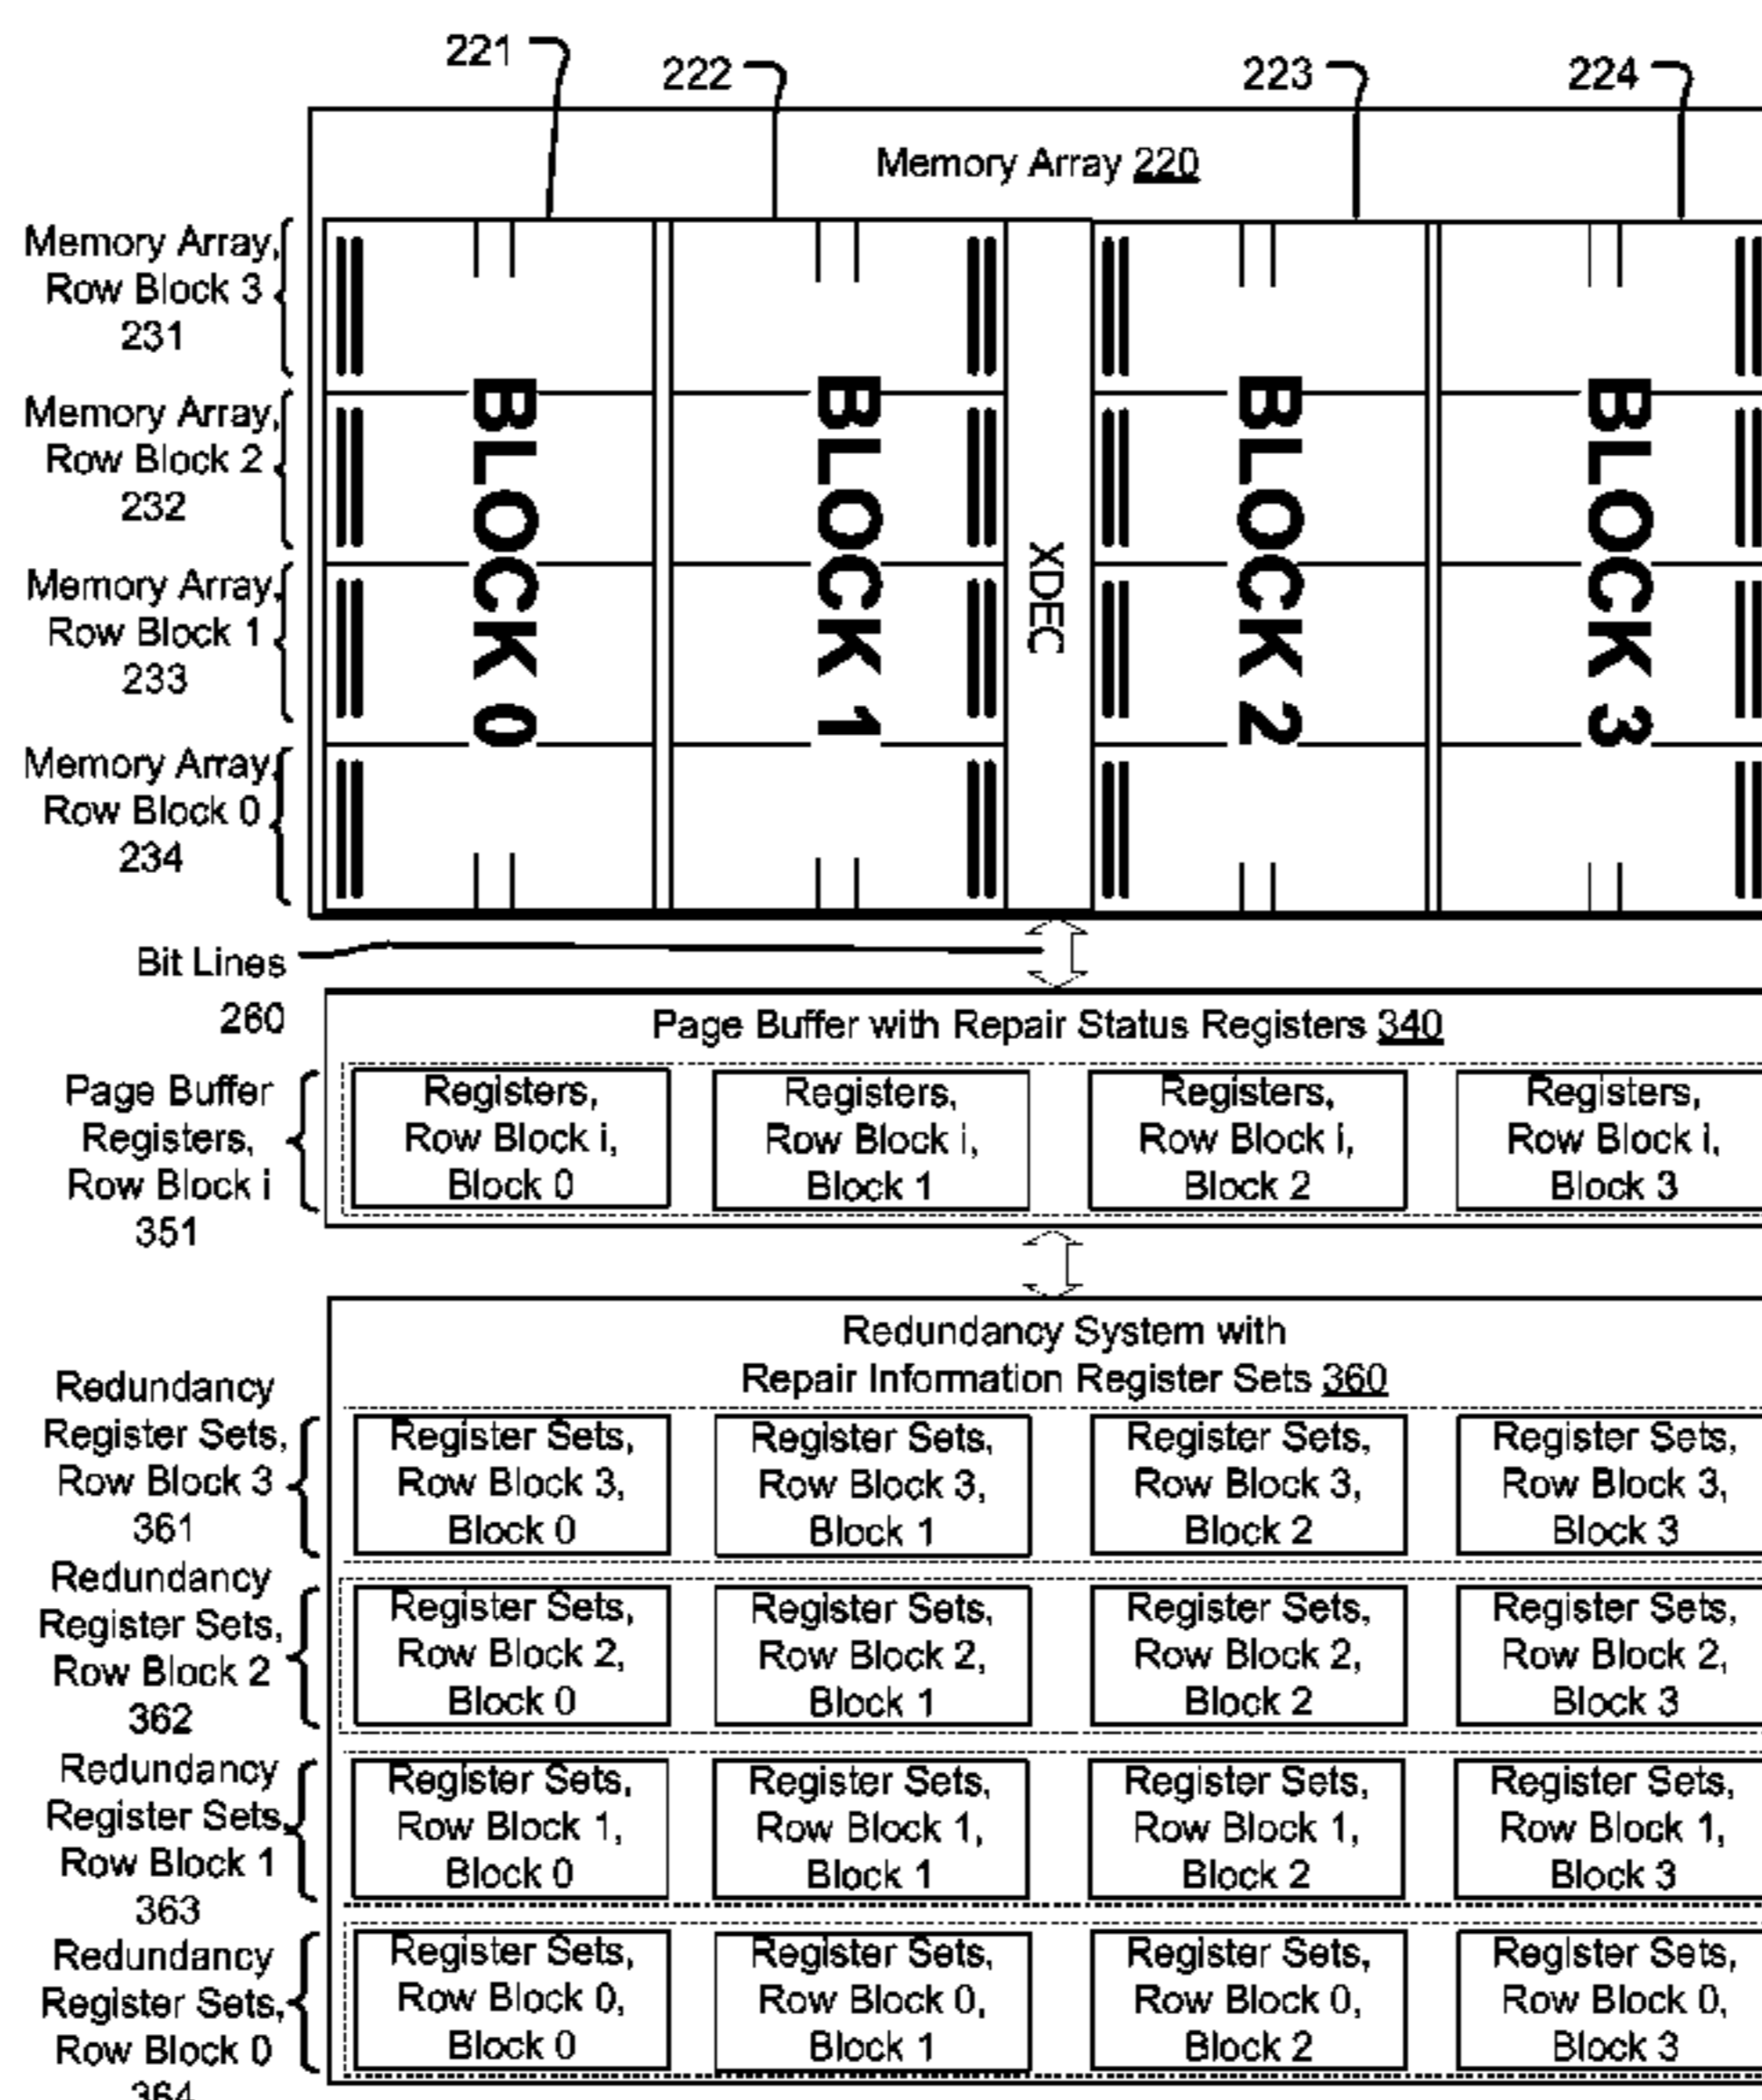 221
222
223
224
Memory Array 220
Memory Array,
Row Block 3
231
Memory Array,
Row Block 2
232
Memory Array,
Row Block 1
233
Memory Array,
Row Block 0
234
BLOCK 0
BLOCK 1
XDEC
BLOCK 2
BLOCK 3
Bit Lines
260
Page Buffer with Repair Status Registers 340
Page Buffer
Registers,
Row Block i
351
Registers,
Row Block i,
Block 0
Registers,
Row Block i,
Block 1
Registers,
Row Block i,
Block 2
Registers,
Row Block i,
Block 3
Redundancy System with
Repair Information Register Sets 360
Redundancy
Register Sets,
Row Block 3
361
Register Sets,
Row Block 3,
Block 0
Register Sets,
Row Block 3,
Block 1
Register Sets,
Row Block 3,
Block 2
Register Sets,
Row Block 3,
Block 3
Redundancy
Register Sets,
Row Block 2
362
Register Sets,
Row Block 2,
Block 0
Register Sets,
Row Block 2,
Block 1
Register Sets,
Row Block 2,
Block 2
Register Sets,
Row Block 2,
Block 3
Redundancy
Register Sets,
Row Block 1
363
Register Sets,
Row Block 1,
Block 0
Register Sets,
Row Block 1,
Block 1
Register Sets,
Row Block 1,
Block 2
Register Sets,
Row Block 1,
Block 3
Redundancy
Register Sets,
Row Block 0
364
Register Sets,
Row Block 0,
Block 0
Register Sets,
Row Block 0,
Block 1
Register Sets,
Row Block 0,
Block 2
Register Sets,
Row Block 0,
Block 3